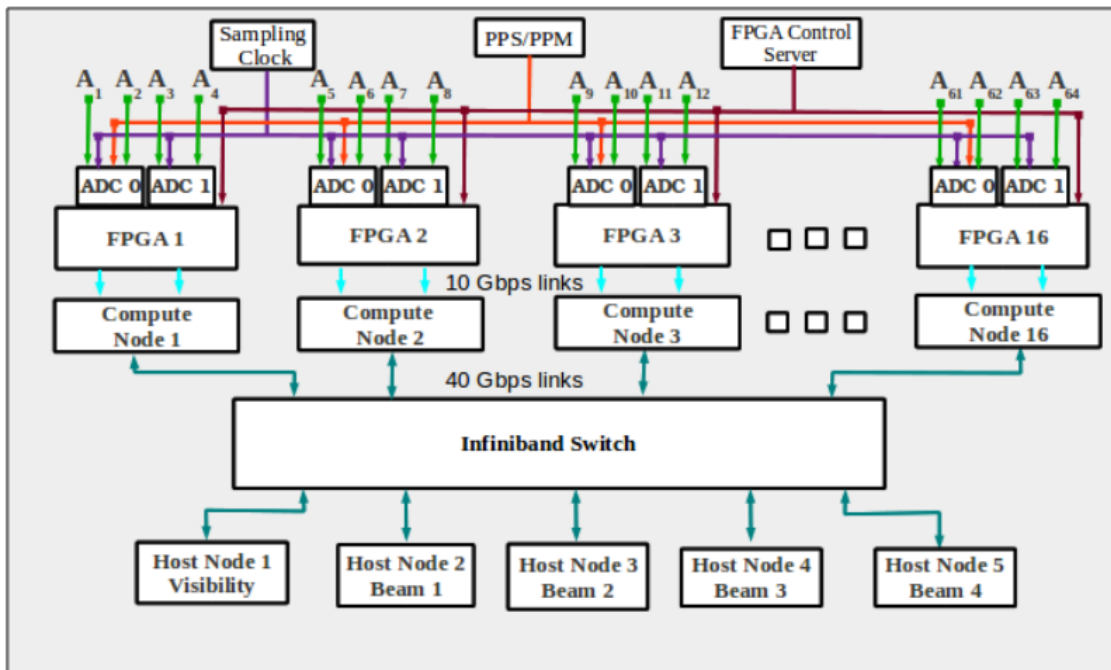 Sampling
Clock
PPS/PPM
FPGA Control
Server
A1 A2 A3 A4 A5 A6 A7 A8 A9 A10 A11 A12 A61 A62 A63 A64
ADC 0 ADC 1 ADC 0 ADC 1 ADC 0 ADC 1 ADC 0 ADC 1
FPGA 1 FPGA 2 FPGA 3 FPGA 16
10 Gbps links
Compute
Node 1
Compute
Node 2
Compute
Node 3
Compute
Node 16
40 Gbps links
Infiniband Switch
Host Node 1
Visibility
Host Node 2
Beam 1
Host Node 3
Beam 2
Host Node 4
Beam 3
Host Node 5
Beam 4